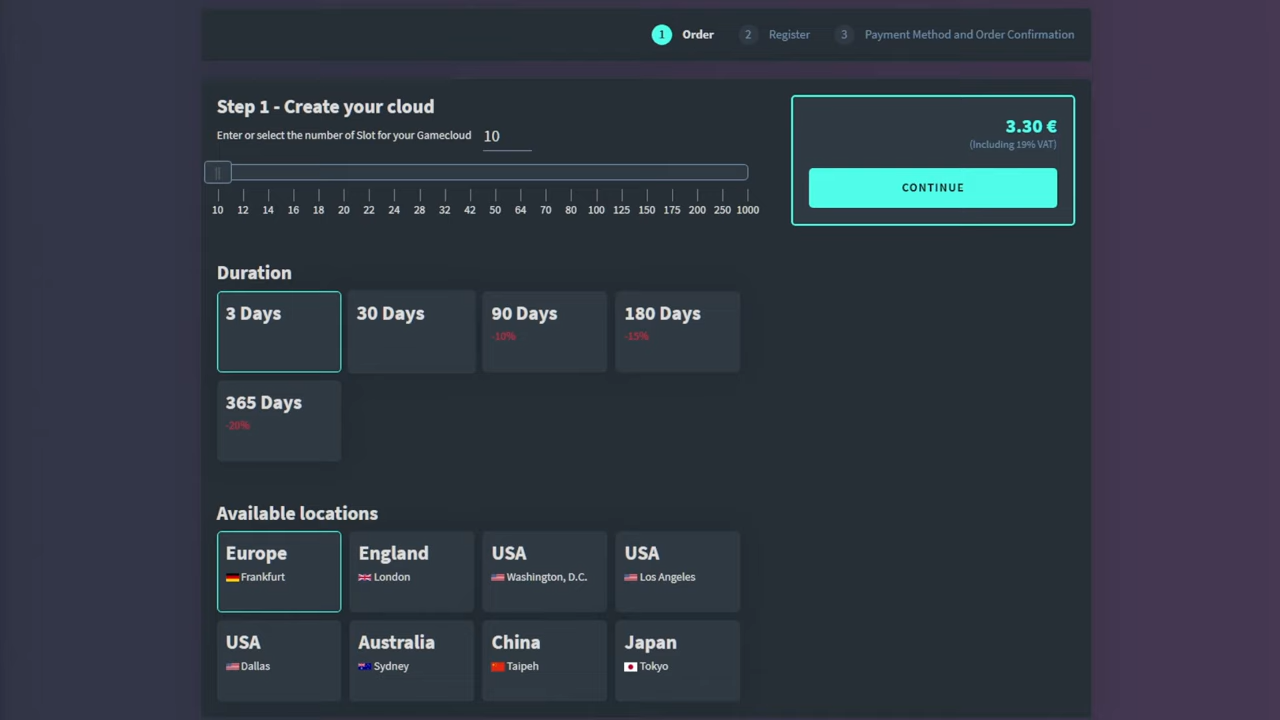 1 Order 2 Register 3 Payment Method and Order Confirmation
Step 1 - Create your cloud
Enter or select the number of Slot for your Gamecloud 10
10 12 14 16 18 20 22 24 28 32 42 50 64 70 80 100 125 150 175 200 250 1000
3.30 €
(Including 19% VAT)
CONTINUE
Duration
3 Days 30 Days 90 Days 180 Days
-10% -15%
365 Days
-20%
Available locations
Europe England USA USA
Frankfurt London Washington, D.C. Los Angeles
USA Australia China Japan
Dallas Sydney Taipeh Tokyo